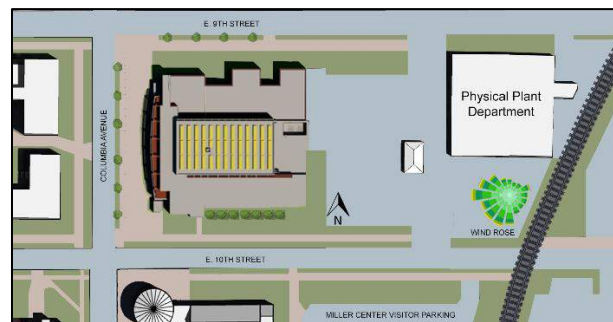 E. 9TH STREET
COLUMBIA AVENUE
Physical Plant
Department
N
WIND ROSE
E. 10TH STREET
MILLER CENTER VISITOR PARKING